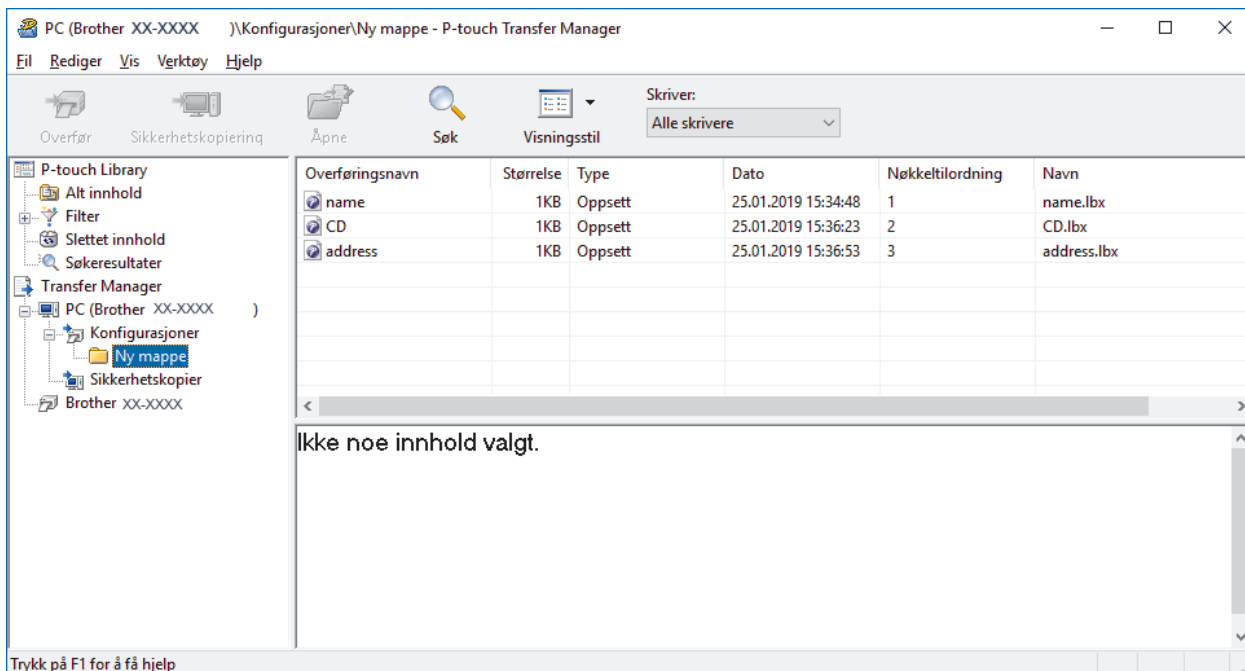 PC (Brother XX-XXXX )\Konfigurasjoner\Ny mappe - P-touch Transfer Manager
Fil Rediger Vis Verktøy Hjelp
Overfør Sikkerhetskopiering Åpne Søk Visningsstil
Skriver:
Alle skrivere
P-touch Library
Alt innhold
Filter
Slettet innhold
Søkeresultater
Transfer Manager
PC (Brother XX-XXXX )
Konfigurasjoner
Ny mappe
Sikkerhetskopier
Brother XX-XXXX
Overføringsnavn Størrelse Type Dato Nøkkeltilordning Navn
name 1KB Oppsett 25.01.2019 15:34:48 1 name.lbx
CD 1KB Oppsett 25.01.2019 15:36:23 2 CD.lbx
address 1KB Oppsett 25.01.2019 15:36:53 3 address.lbx
Ikke noe innhold valgt.
Trykk på F1 for å få hjelp